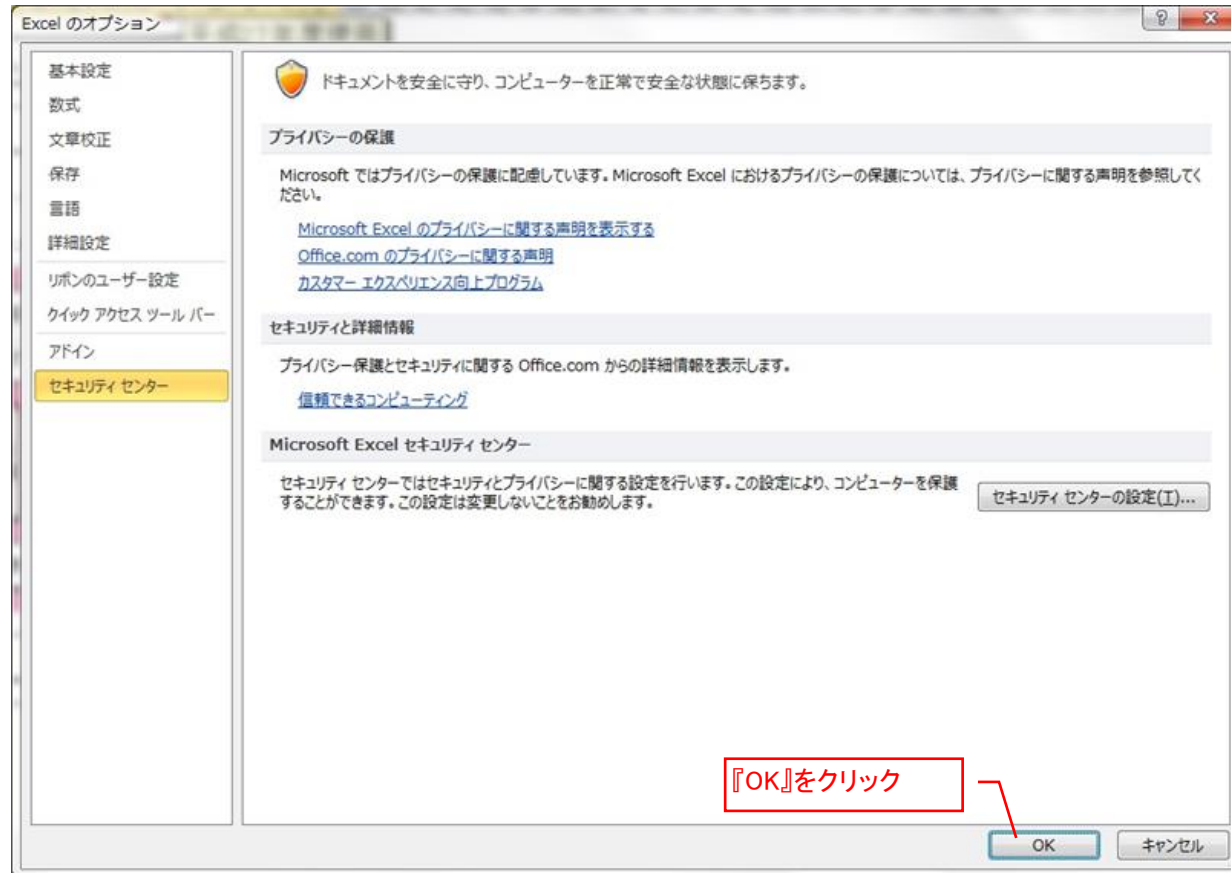 Excel のオプション
基本設定
数式
文章校正
保存
言語
詳細設定
リボンのユーザー設定
クイック アクセス ツール バー
アドイン
セキュリティ センター
ドキュメントを安全に守り、コンピューターを正常で安全な状態に保ちます。
プライバシーの保護
Microsoft ではプライバシーの保護に配慮しています。Microsoft Excel におけるプライバシーの保護については、プライバシーに関する声明を参照してく
ださい。
Microsoft Excel のプライバシーに関する声明を表示する
Office.com のプライバシーに関する声明
カスタマー エクスペリエンス向上プログラム
セキュリティと詳細情報
プライバシー保護とセキュリティに関する Office.com からの詳細情報を表示します。
信頼できるコンピューティング
Microsoft Excel セキュリティ センター
セキュリティ センターではセキュリティとプライバシーに関する設定を行います。この設定により、コンピューターを保護
することができます。この設定は変更しないことをお勧めします。
セキュリティ センターの設定(T)...
『OK』をクリック
OK
キャンセル